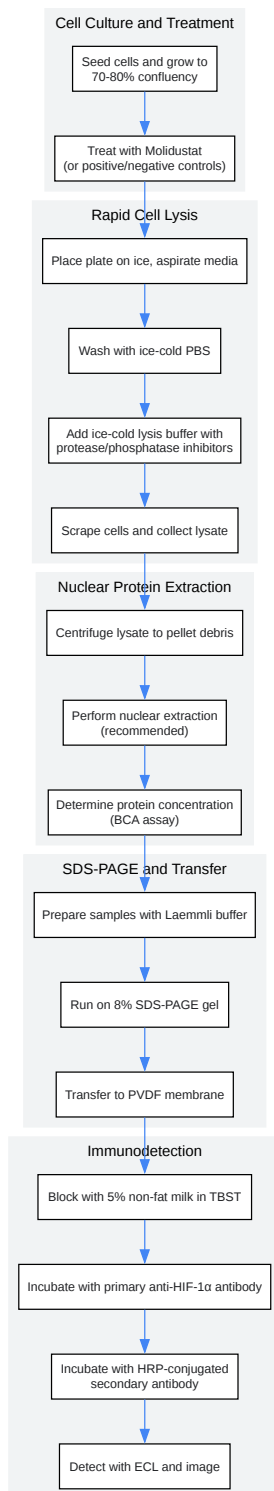 Cell Culture and Treatment
Seed cells and grow to
70-80% confluency
Treat with Molidustat
(or positive/negative controls)
Rapid Cell Lysis
Place plate on ice, aspirate media
Wash with ice-cold PBS
Add ice-cold lysis buffer with
protease/phosphatase inhibitors
Scrape cells and collect lysate
Nuclear Protein Extraction
Centrifuge lysate to pellet debris
Perform nuclear extraction
(recommended)
Determine protein concentration
(BCA assay)
SDS-PAGE and Transfer
Prepare samples with Laemmli buffer
Run on 8% SDS-PAGE gel
Transfer to PVDF membrane
Immunodetection
Block with 5% non-fat milk in TBST
Incubate with primary anti-HIF-1α antibody
Incubate with HRP-conjugated
secondary antibody
Detect with ECL and image